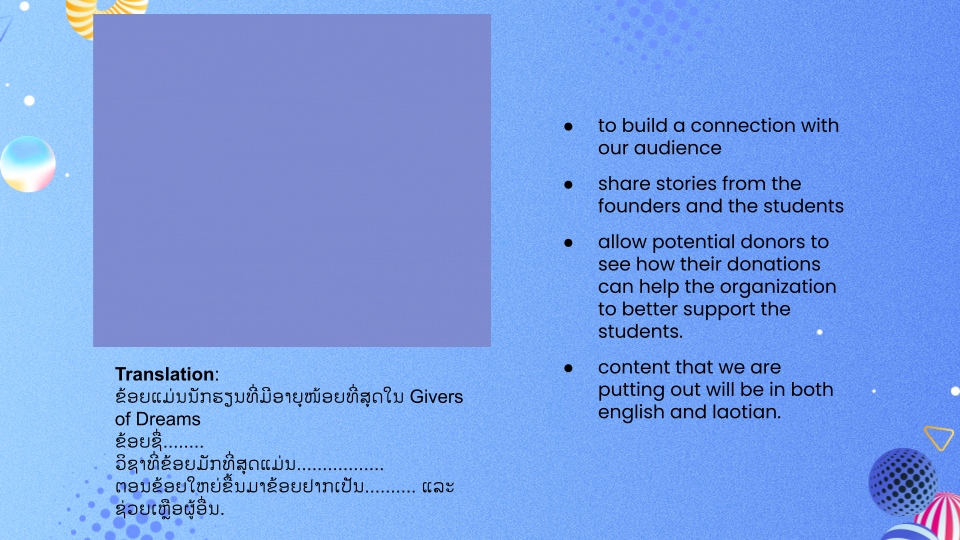 Translation:
ຂ້ອຍແມ່ນນັກຮຽນທີ່ມີອາຍຸໜ້ອຍທີ່ສຸດໃນ Givers
of Dreams
ຂ້ອຍຊື່........
ວິຊາທີ່ຂ້ອຍມັກທີ່ສຸດແມ່ນ.................
ຕອນຂ້ອຍໃຫຍ່ຂື້ນມາຂ້ອຍຢາກເປັນ.......... ແລະ
ຊ່ວຍເຫຼືອຜູ້ອື່ນ.
● to build a connection with
our audience
● share stories from the
founders and the students
● allow potential donors to
see how their donations
can help the organization
to better support the
students.
● content that we are
putting out will be in both
english and laotian.